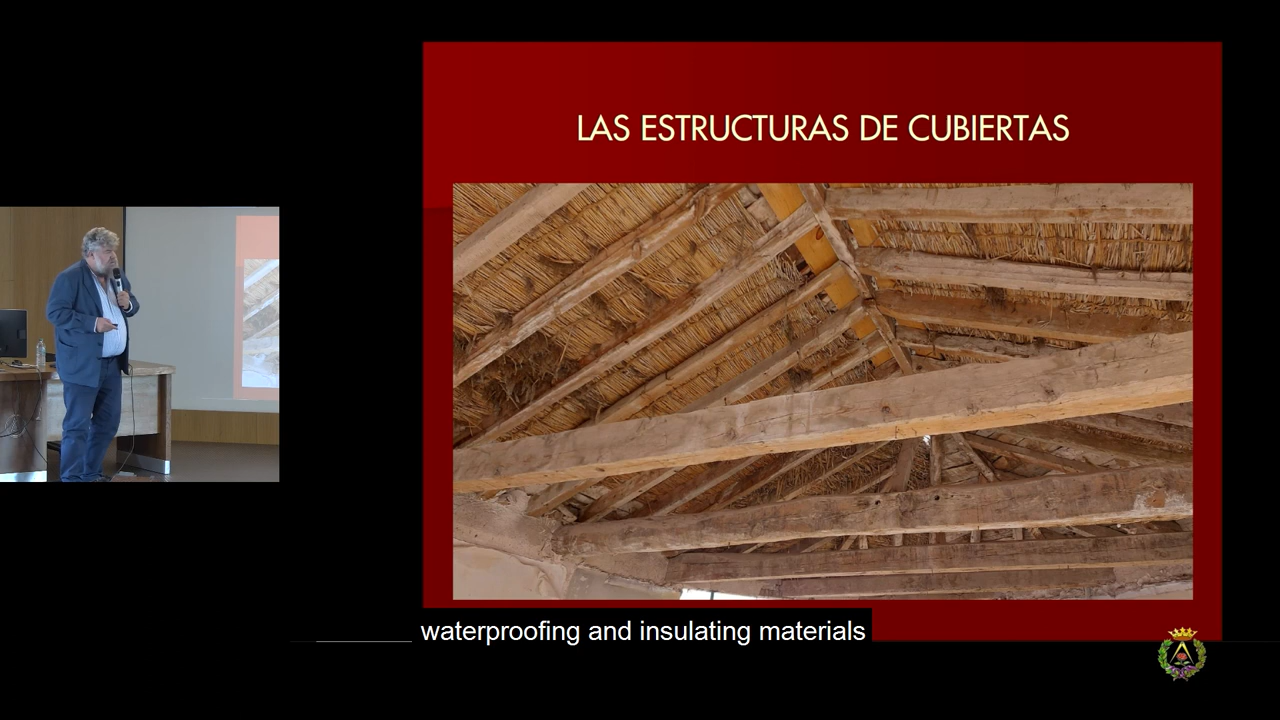 LAS ESTRUCTURAS DE CUBIERTAS
waterproofing and insulating materials